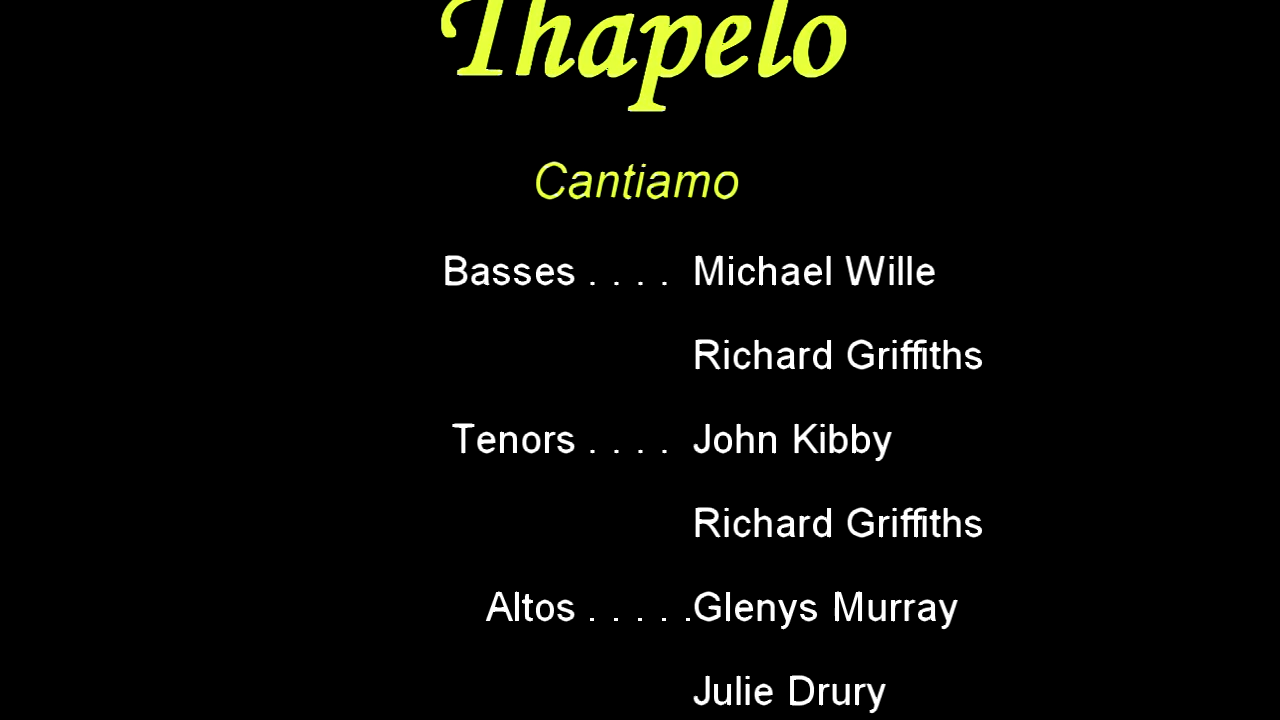 Thapelo
Cantiamo
Basses . . . . Michael Wille
Richard Griffiths
Tenors . . . . John Kibby
Richard Griffiths
Altos . . . . .Glenys Murray
Julie Drury